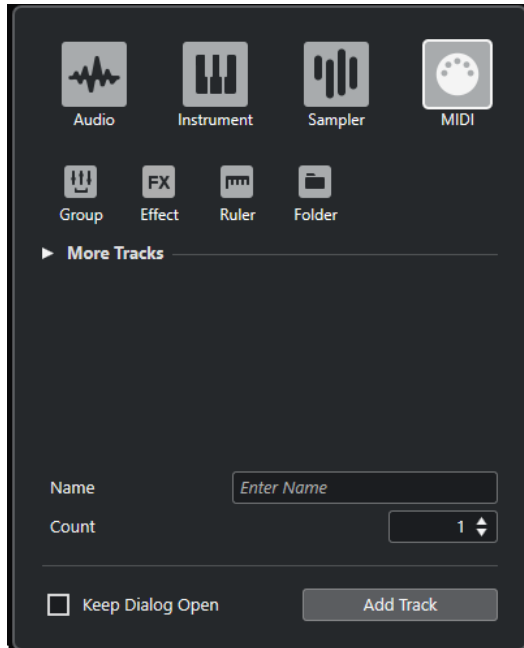 Audio Instrument Sampler MIDI
FX
Group Effect Ruler Folder
More Tracks
Name Enter Name
Count 1
Keep Dialog Open Add Track